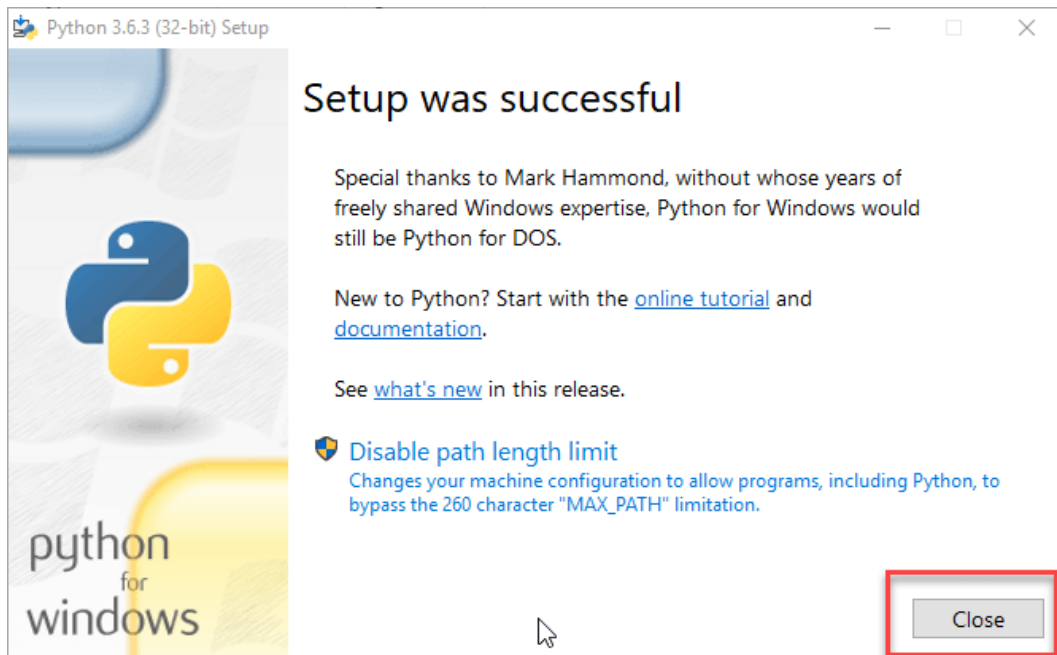 Python 3.6.3 (32-bit) Setup
Setup was successful
Special thanks to Mark Hammond, without whose years of
freely shared Windows expertise, Python for Windows would
still be Python for DOS.
New to Python? Start with the online tutorial and
documentation.
See what's new in this release.
Disable path length limit
Changes your machine configuration to allow programs, including Python, to
bypass the 260 character "MAX_PATH" limitation.
python
for
windows
Close